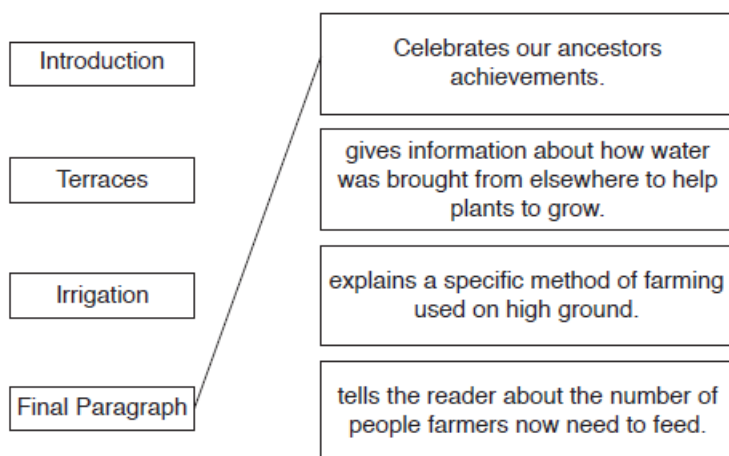 Introduction
Celebrates our ancestors
achievements.
Terraces
gives information about how water
was brought from elsewhere to help
plants to grow.
Irrigation
explains a specific method of farming
used on high ground.
Final Paragraph
tells the reader about the number of
people farmers now need to feed.